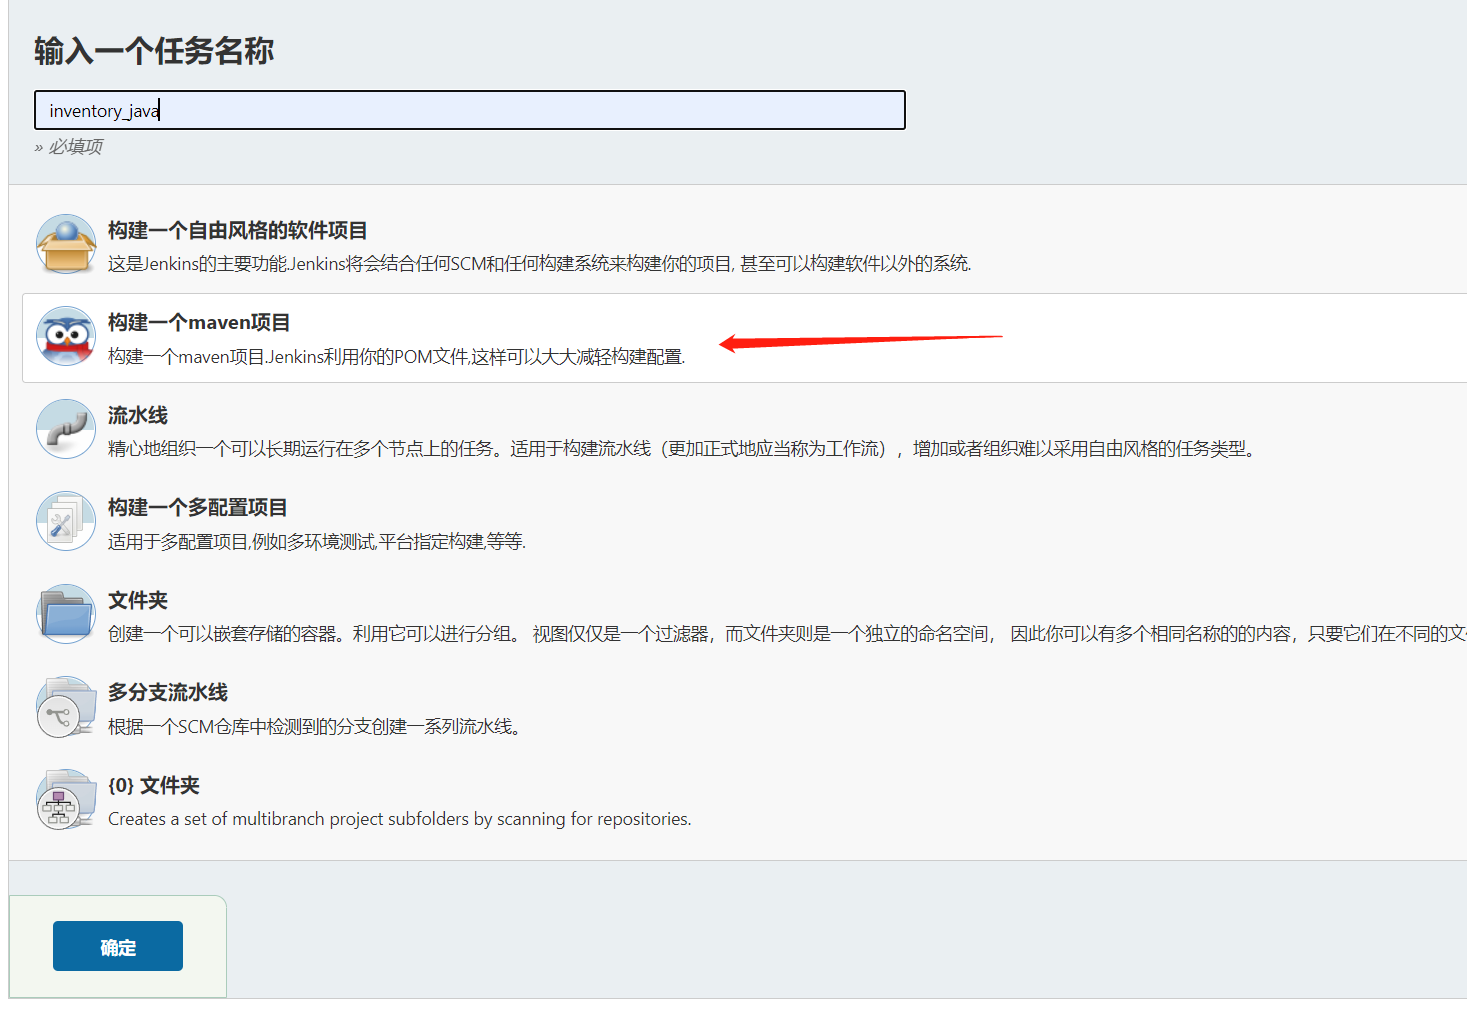 输入一个任务名称
inventory_java
» 必填项
构建一个自由风格的软件项目
这是Jenkins的主要功能.Jenkins将会结合任何SCM和任何构建系统来构建你的项目, 甚至可以构建软件以外的系统.
构建一个maven项目
构建一个maven项目.Jenkins利用你的POM文件,这样可以大大减轻构建配置.
流水线
精心地组织一个可以长期运行在多个节点上的任务。适用于构建流水线（更加正式地应当称为工作流），增加或者组织难以采用自由风格的任务类型。
构建一个多配置项目
适用于多配置项目,例如多环境测试,平台指定构建,等等.
文件夹
创建一个可以嵌套存储的容器。利用它可以进行分组。 视图仅仅是一个过滤器，而文件夹则是一个独立的命名空间， 因此你可以有多个相同名称的的内容，只要它们在不同的文
多分支流水线
根据一个SCM仓库中检测到的分支创建一系列流水线。
{0} 文件夹
Creates a set of multibranch project subfolders by scanning for repositories.
确定